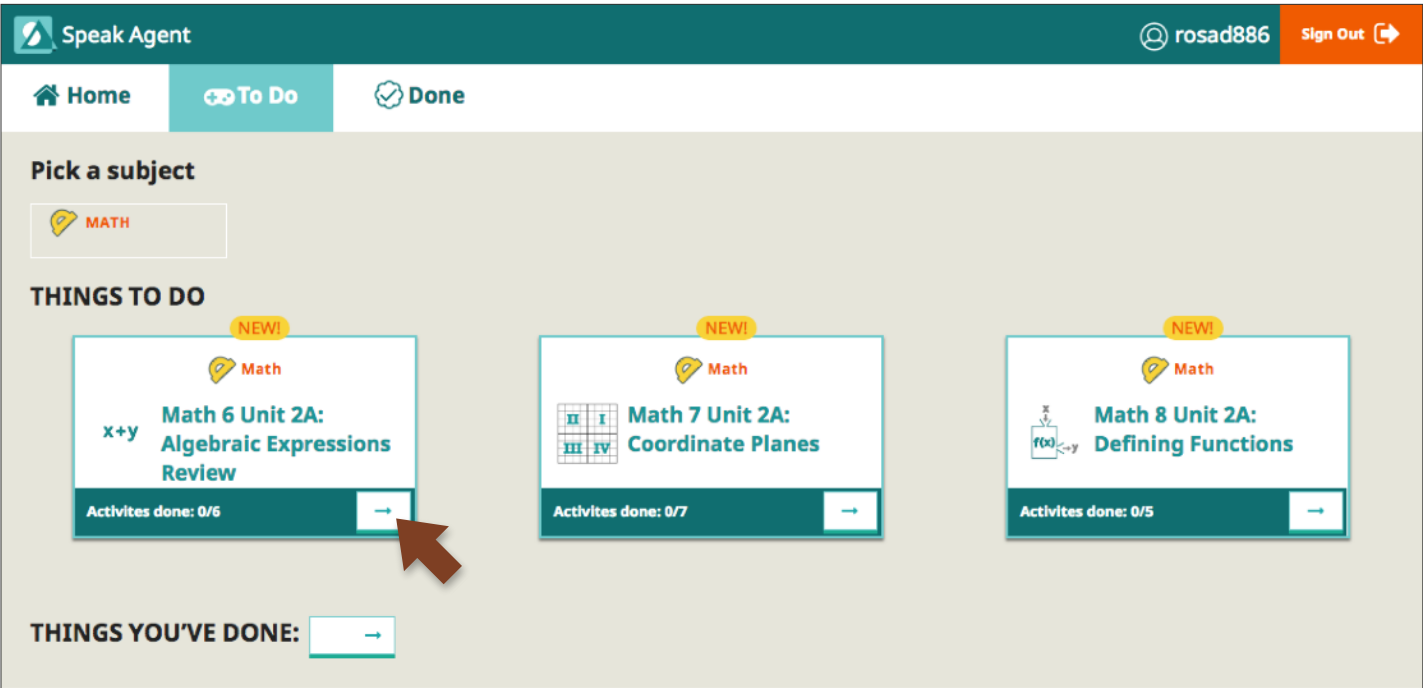 Speak Agent
rosad886
Sign Out
Home
To Do
Done
Pick a subject
MATH
THINGS TO DO
NEW!
Math
x+y
Math 6 Unit 2A:
Algebraic Expressions
Review
Activites done: 0/6
→
NEW!
Math
II I
III IV
Math 7 Unit 2A:
Coordinate Planes
Activites done: 0/7
→
NEW!
Math
x
f(x)
y
Math 8 Unit 2A:
Defining Functions
Activites done: 0/5
→
THINGS YOU’VE DONE: →